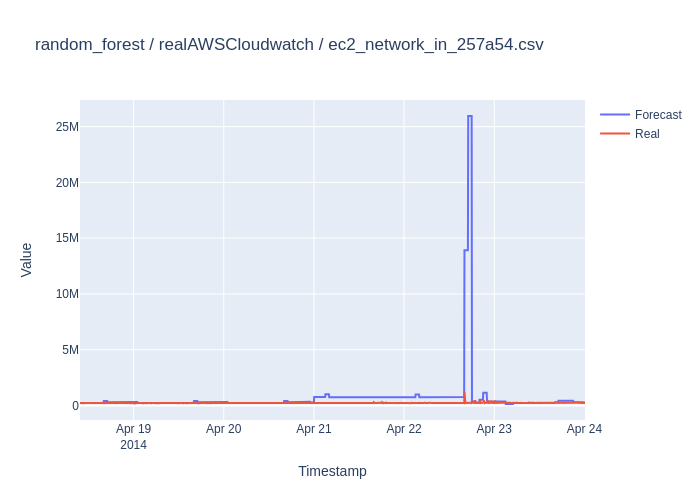 random_forest / realAWSCloudwatch / ec2_network_in_257a54.csv
Forecast
Real
25M
20M
15M
10M
5M
0
Value
Apr 19
2014
Apr 20
Apr 21
Apr 22
Apr 23
Apr 24
Timestamp